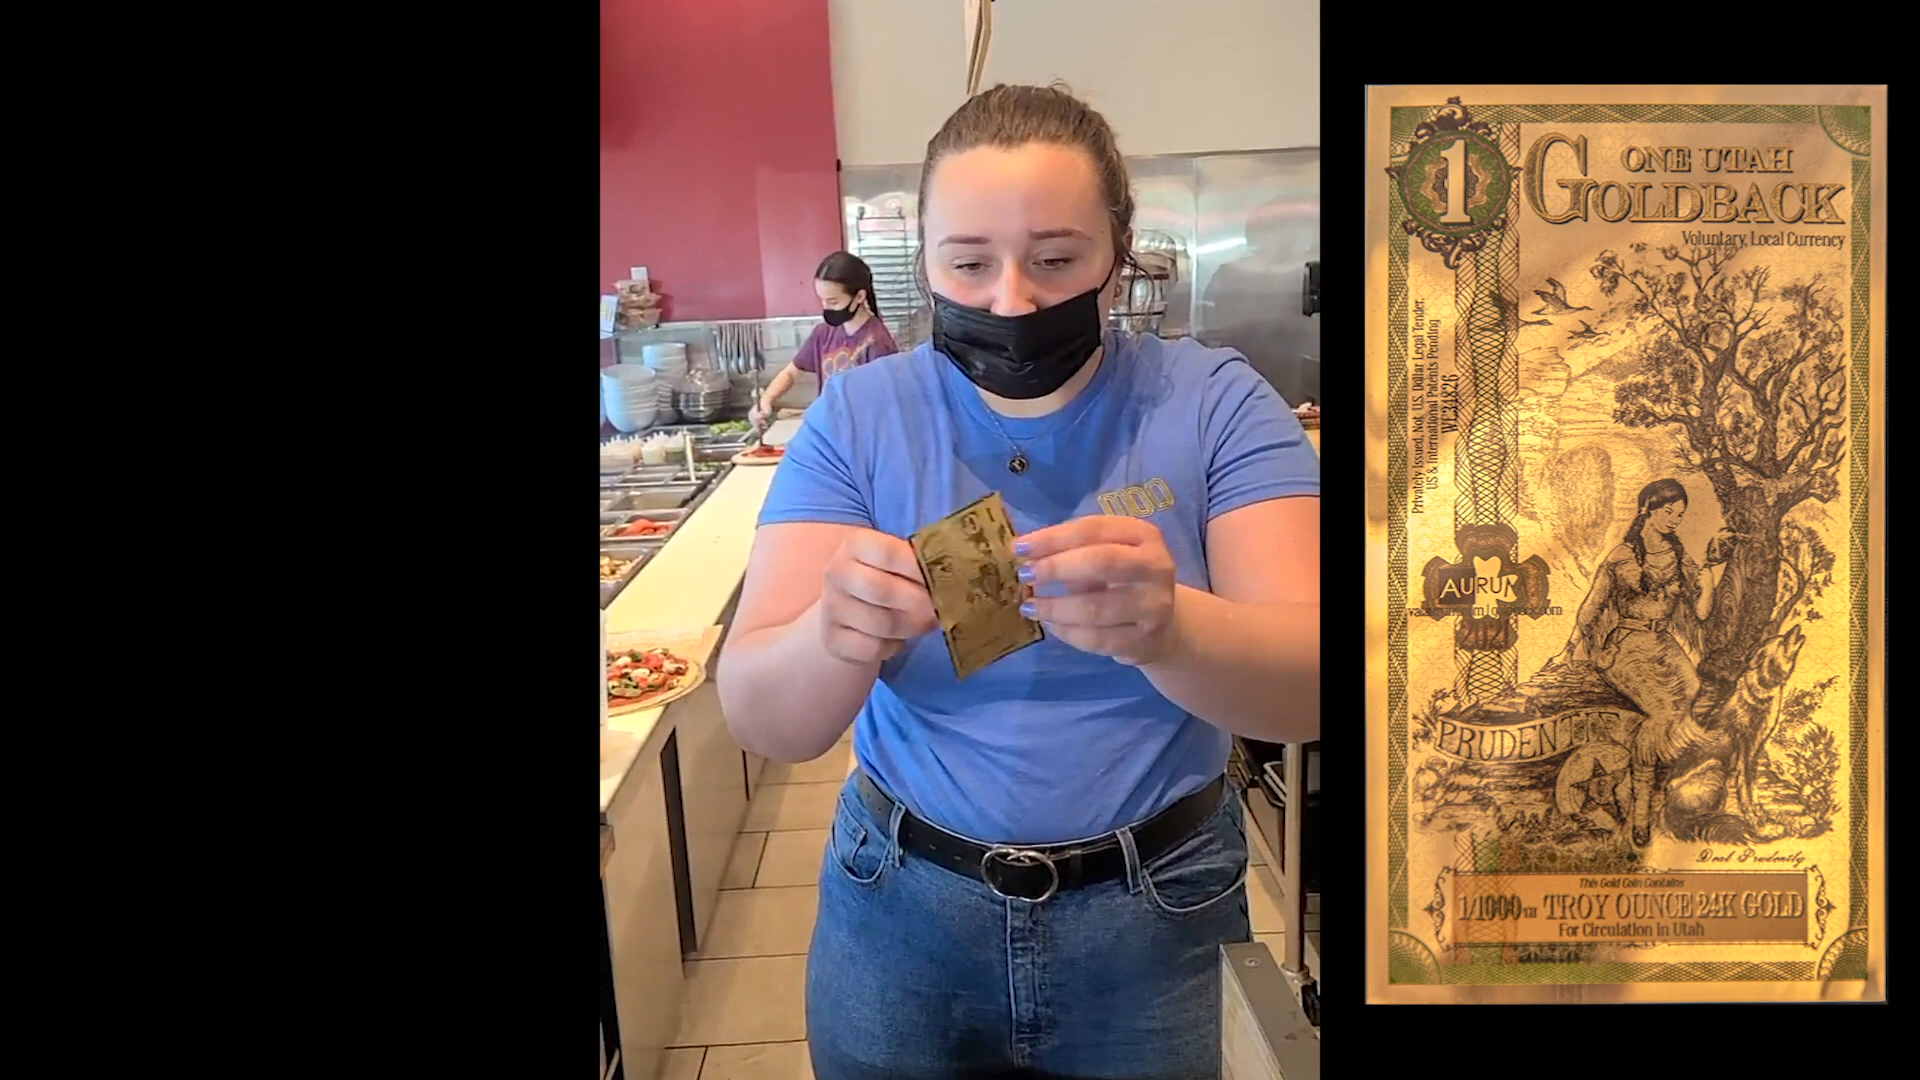 1
ONE UTAH
GOLDBACK
Voluntary, Local Currency
Privately Issued, Not U.S. Dollar Legal Tender.
US & International Patents Pending
WE314826
AURUM
2021
PRUDENTIA
Deal Prudently
This Gold Coin Contains
1/1000TH TROY OUNCE 24K GOLD
For Circulation in Utah